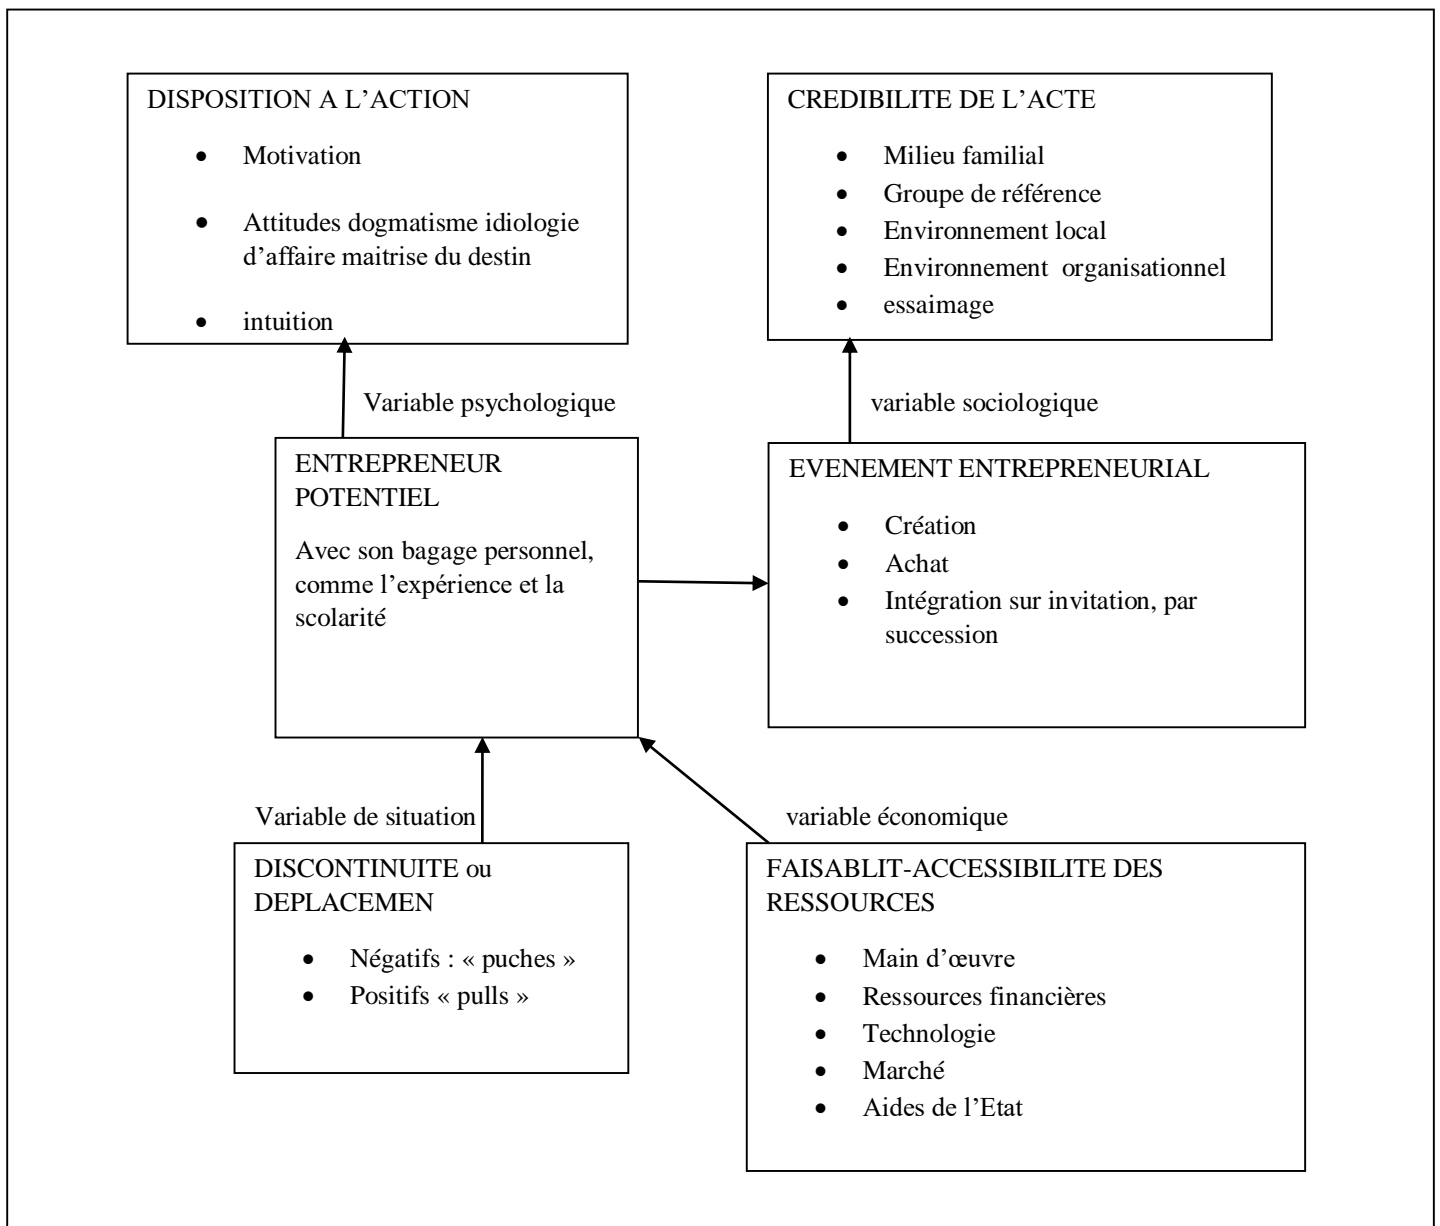 DISPOSITION A L’ACTION
• Motivation
• Attitudes dogmatisme idiologie
d’affaire maitrise du destin
• intuition
CREDIBILITE DE L’ACTE
• Milieu familial
• Groupe de référence
• Environnement local
• Environnement organisationnel
• essaimage
Variable psychologique
variable sociologique
ENTREPRENEUR
POTENTIEL
Avec son bagage personnel,
comme l’expérience et la
scolarité
EVENEMENT ENTREPRENEURIAL
• Création
• Achat
• Intégration sur invitation, par
succession
Variable de situation
variable économique
DISCONTINUITE ou
DEPLACEMEN
• Négatifs : « puches »
• Positifs « pulls »
FAISABLIT-ACCESSIBILITE DES
RESSOURCES
• Main d’œuvre
• Ressources financières
• Technologie
• Marché
• Aides de l’Etat